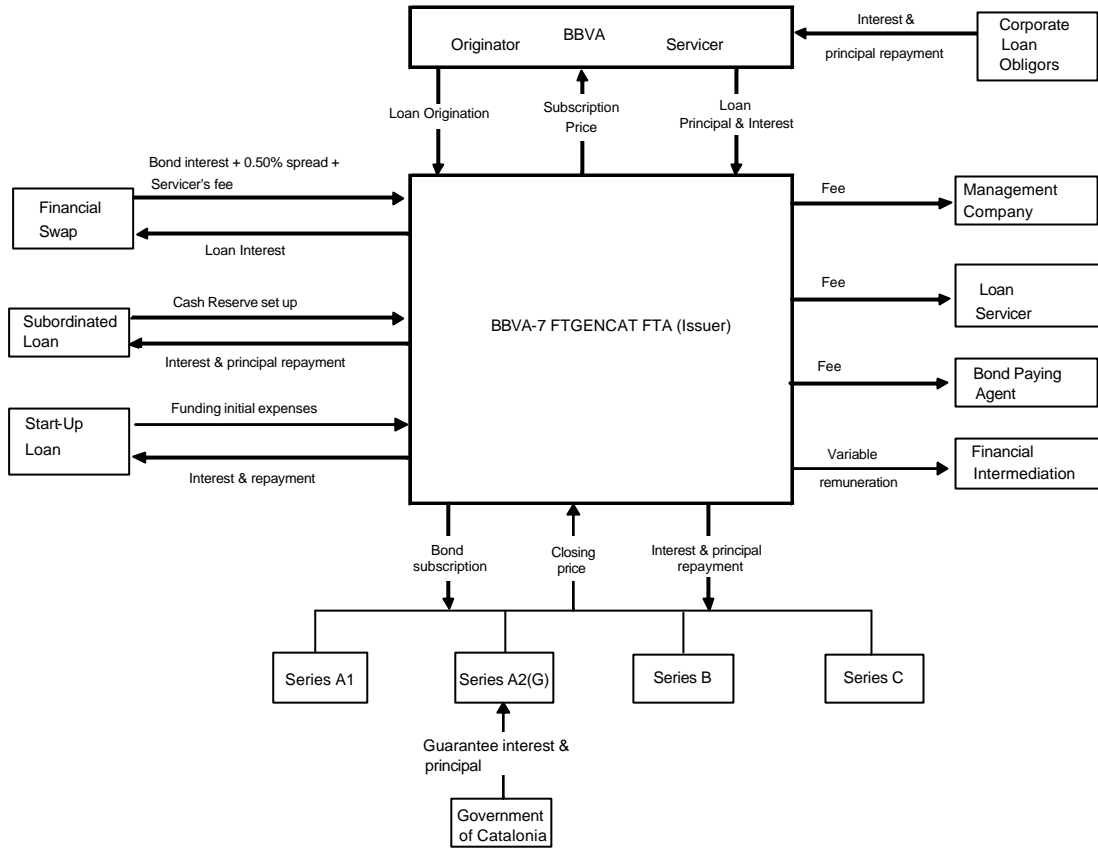 BBVA
Originator Servicer
Interest &
principal repayment
Corporate
Loan
Obligors
Loan Origination
Subscription
Price
Loan
Principal & Interest
Bond interest + 0.50% spread +
Servicer's fee
Financial
Swap
Loan Interest
Cash Reserve set up
Subordinated
Loan
Interest & principal repayment
Funding initial expenses
Start-Up
Loan
Interest & repayment
BBVA-7 FTGENCAT FTA (Issuer)
Fee
Management
Company
Fee
Loan
Servicer
Fee
Bond Paying
Agent
Variable
remuneration
Financial
Intermediation
Bond
subscription
Closing
price
Interest & principal
repayment
Series A1
Series A2(G)
Series B
Series C
Guarantee interest &
principal
Government
of Catalonia